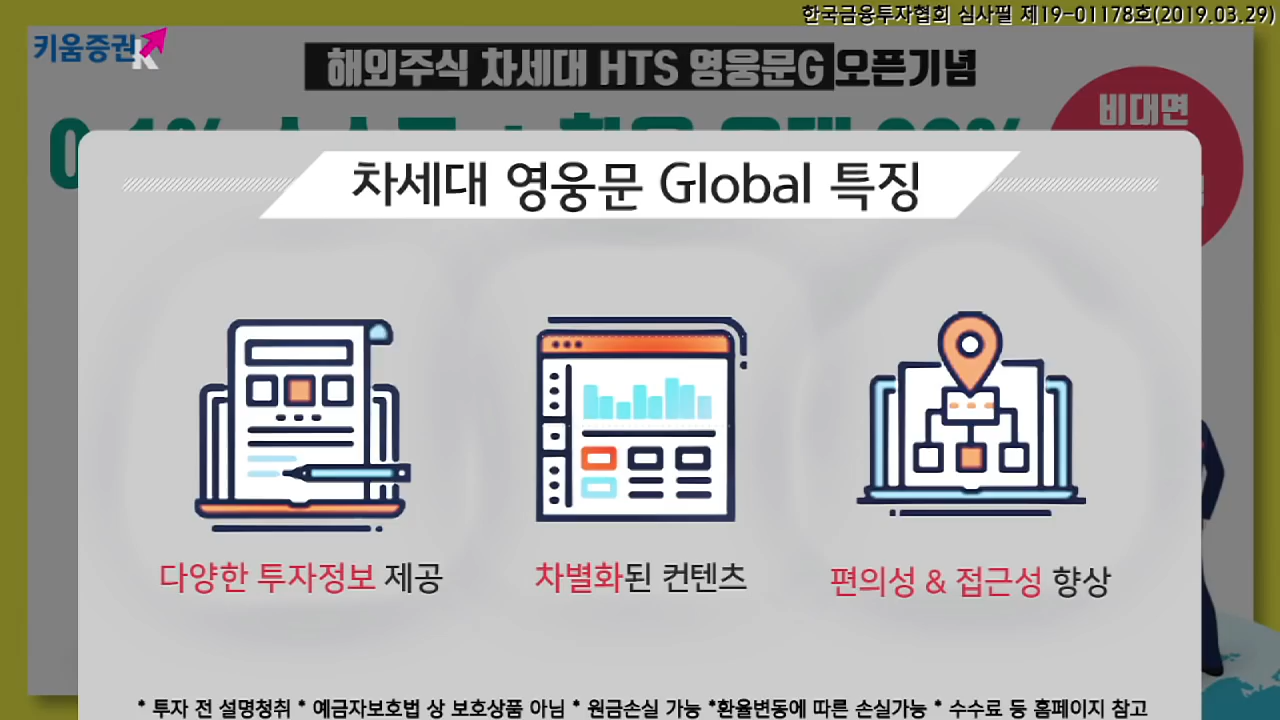 한국금융투자협회 심사필 제19-01178호(2019.03.29)
키움증권
해외주식 차세대 HTS 영웅문G 오픈기념
비대면
차세대 영웅문 Global 특징
다양한 투자정보 제공
차별화된 컨텐츠
편의성 & 접근성 향상
* 투자 전 설명청취 * 예금자보호법 상 보호상품 아님 * 원금손실 가능 *환율변동에 따른 손실가능 * 수수료 등 홈페이지 참고